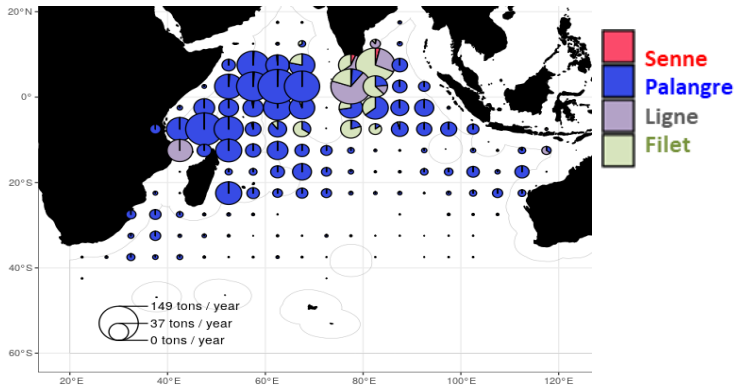 20°N
0°
20°S
40°S
60°S
20°E
40°E
60°E
80°E
100°E
120°E
149 tons / year
37 tons / year
0 tons / year
Senne
Palangre
Ligne
Filet